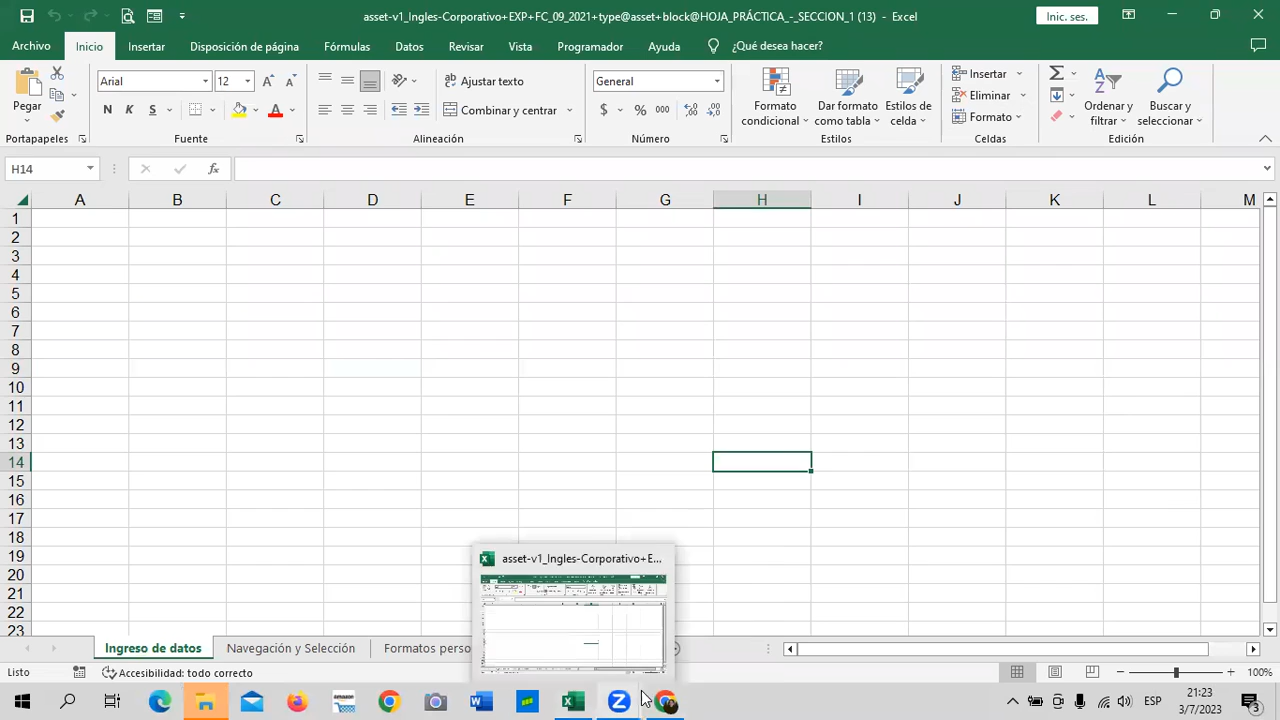 asset-v1_Ingles-Corporativo+EXP+FC_09_2021+type@asset+block@HOJA_PRÁCTICA_-_SECCION_1 (13) - Excel
Inic. ses.
Archivo Inicio Insertar Disposición de página Fórmulas Datos Revisar Vista Programador Ayuda ¿Qué desea hacer?
Pegar
Arial 12
Ajustar texto
General
N K S
Combinar y centrar
$ % 000
Formato condicional
Dar formato como tabla
Estilos de celda
Insertar
Eliminar
Formato
Ordenar y filtrar
Buscar y seleccionar
Portapapeles Fuente Alineación Número Estilos Celdas Edición
H14 fx
A B C D E F G H I J K L M
1
2
3
4
5
6
7
8
9
10
11
12
13
14
15
16
17
18
19
20
21
22
23
asset-v1_Ingles-Corporativo+E...
Ingreso de datos Navegación y Selección Formatos perso
Listo Accesibilidad: todo correcto 100%
amazon
ESP
21:23
3/7/2023
3